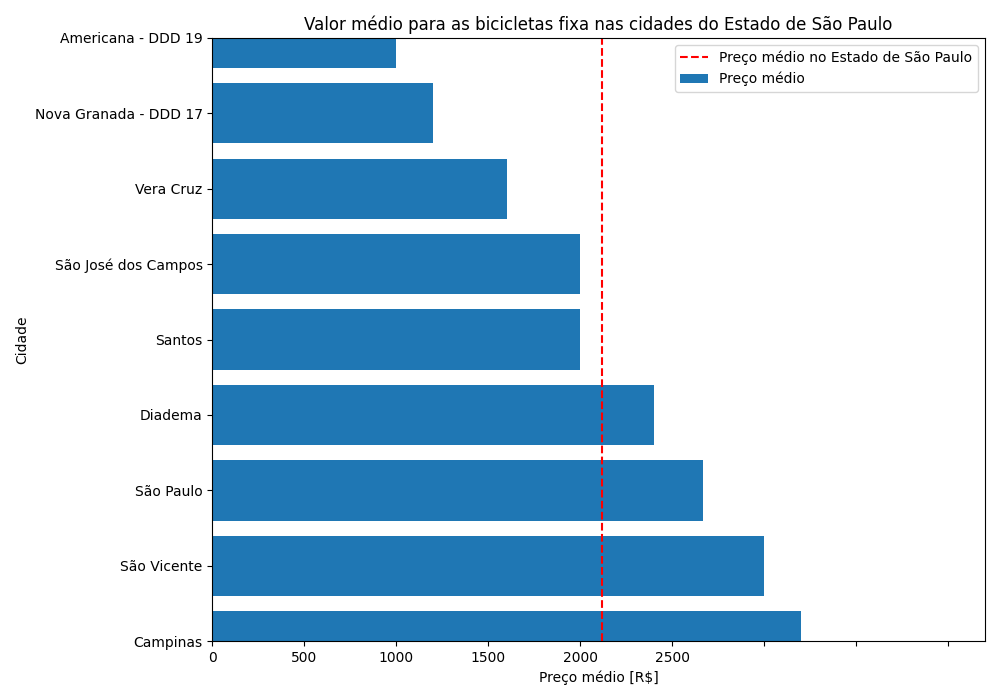 Valor médio para as bicicletas fixa nas cidades do Estado de São Paulo
Americana - DDD 19
Nova Granada - DDD 17
Vera Cruz
São José dos Campos
Santos
Diadema
São Paulo
São Vicente
Campinas
Cidade
Preço médio no Estado de São Paulo
Preço médio
0 500 1000 1500 2000 2500
Preço médio [R$]